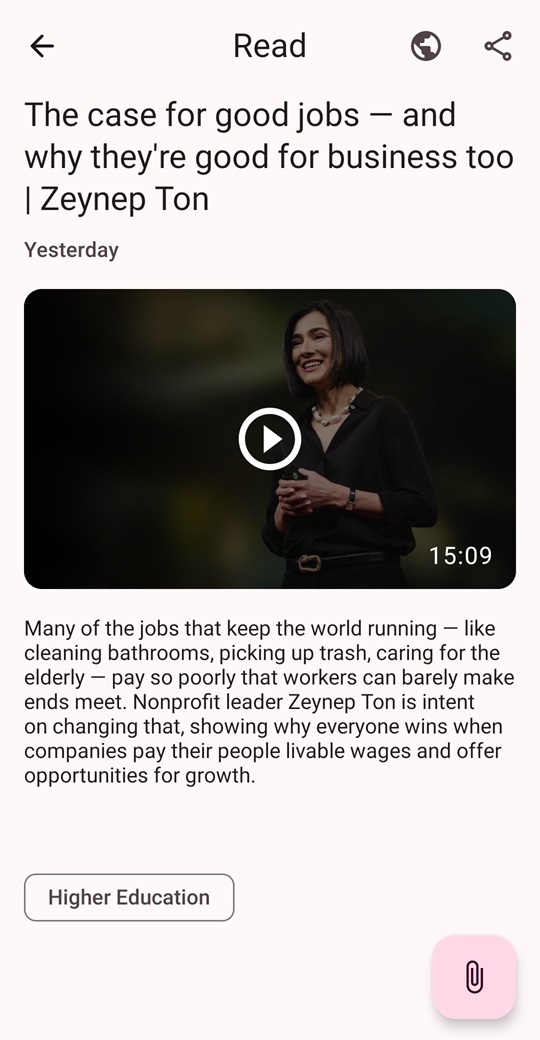 Read
The case for good jobs — and
why they're good for business too
| Zeynep Ton
Yesterday
15:09
Many of the jobs that keep the world running — like
cleaning bathrooms, picking up trash, caring for the
elderly — pay so poorly that workers can barely make
ends meet. Nonprofit leader Zeynep Ton is intent
on changing that, showing why everyone wins when
companies pay their people livable wages and offer
opportunities for growth.
Higher Education